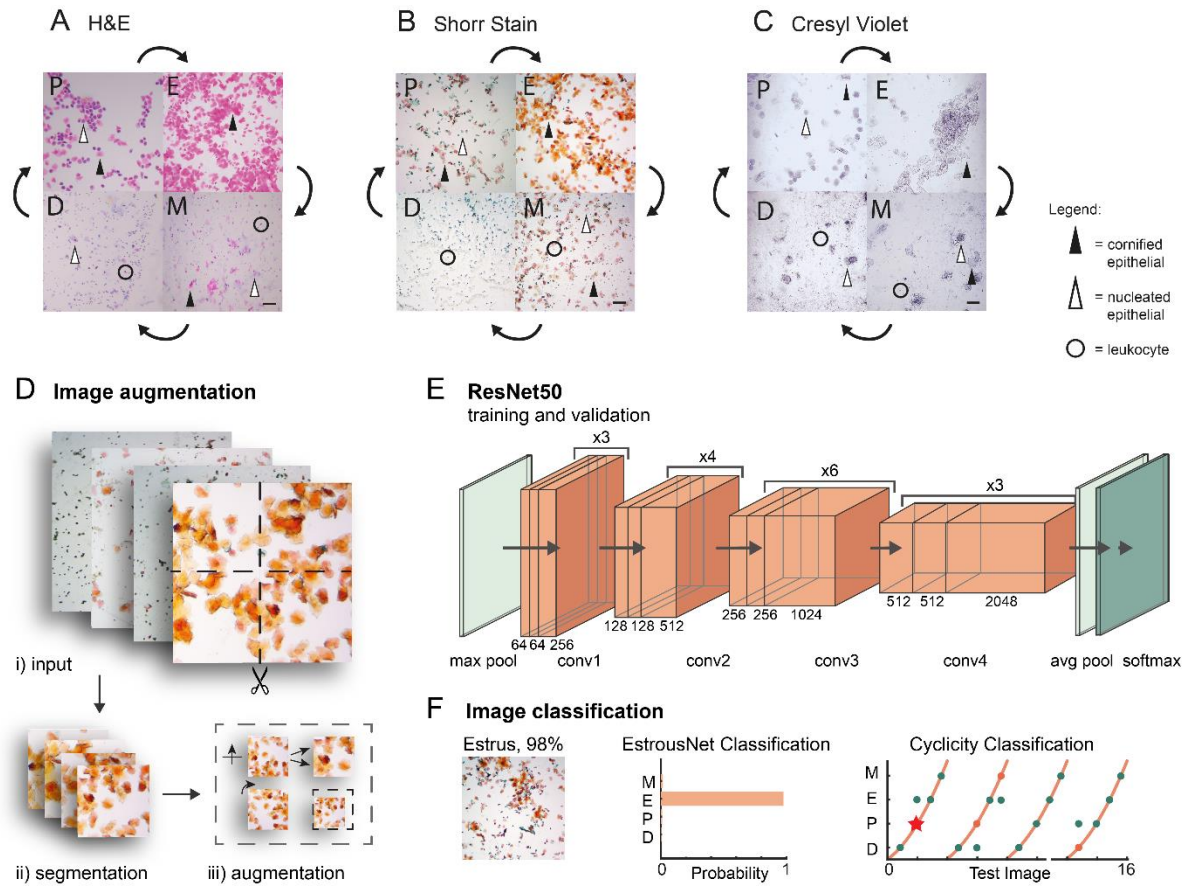 A H&E
P E
D M
B Shorr Stain
P E
D M
C Cresyl Violet
P E
D M
Legend:
= cornified
epithelial
= nucleated
epithelial
= leukocyte
D Image augmentation
i) input
ii) segmentation
iii) augmentation
E ResNet50
training and validation
x3
x4
x6
x3
64 64 256
128 128 512
256 256 1024
512 512 2048
max pool conv1 conv2 conv3 conv4 avg pool softmax
F Image classification
Estrus, 98%
EstrousNet Classification
M
E
P
D
0 1
Probability
Cyclicity Classification
M
E
P
D
0 16
Test Image